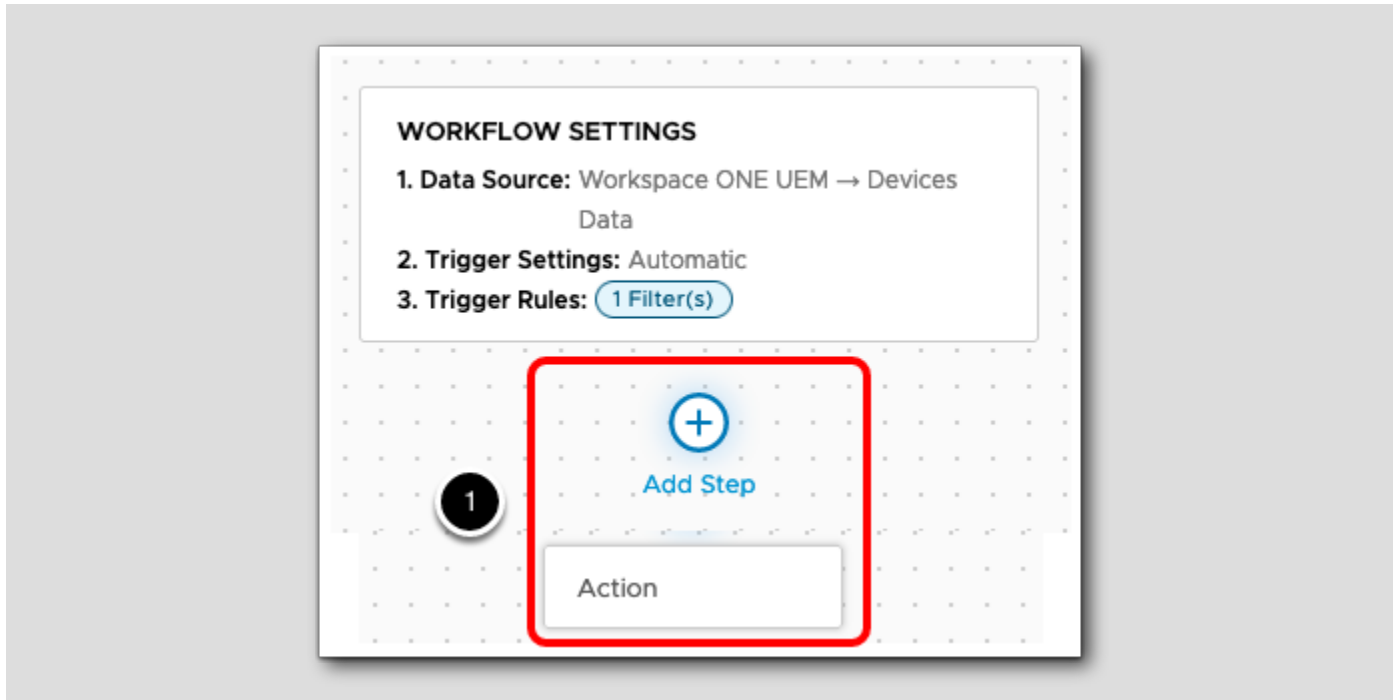 WORKFLOW SETTINGS
1. Data Source: Workspace ONE UEM → Devices
Data
2. Trigger Settings: Automatic
3. Trigger Rules: 1 Filter(s)
Add Step
1
Action